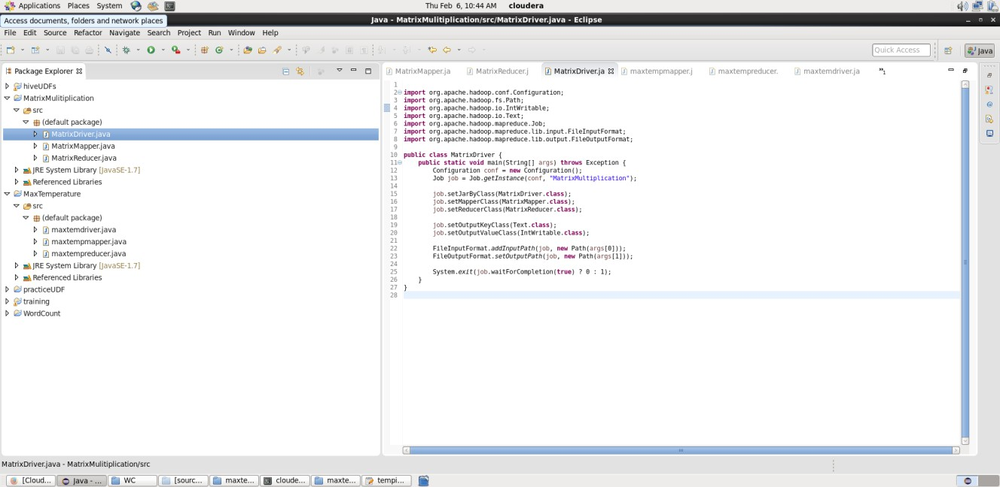 Applications Places System
Thu Feb 6, 10:44 AM cloudera
Access documents, folders and network places
Java - MatrixMulitiplication/src/MatrixDriver.java - Eclipse
File Edit Source Refactor Navigate Search Project Run Window Help
Quick Access
Java
Package Explorer
hiveUDFs
MatrixMulitiplication
src
(default package)
MatrixDriver.java
MatrixMapper.java
MatrixReducer.java
JRE System Library [JavaSE-1.7]
Referenced Libraries
MaxTemperature
src
(default package)
maxtemdriver.java
maxtempmapper.java
maxtempreducer.java
JRE System Library [JavaSE-1.7]
Referenced Libraries
practiceUDF
training
WordCount
MatrixMapper.ja MatrixReducer.j MatrixDriver.ja maxtempmapper.j maxtempreducer. maxtemdriver.ja »1
1
2 import org.apache.hadoop.conf.Configuration;
3 import org.apache.hadoop.fs.Path;
4 import org.apache.hadoop.io.IntWritable;
5 import org.apache.hadoop.io.Text;
6 import org.apache.hadoop.mapreduce.Job;
7 import org.apache.hadoop.mapreduce.lib.input.FileInputFormat;
8 import org.apache.hadoop.mapreduce.lib.output.FileOutputFormat;
9
10 public class MatrixDriver {
11 public static void main(String[] args) throws Exception {
12 Configuration conf = new Configuration();
13 Job job = Job.getInstance(conf, "MatrixMultiplication");
14
15 job.setJarByClass(MatrixDriver.class);
16 job.setMapperClass(MatrixMapper.class);
17 job.setReducerClass(MatrixReducer.class);
18
19 job.setOutputKeyClass(Text.class);
20 job.setOutputValueClass(IntWritable.class);
21
22 FileInputFormat.addInputPath(job, new Path(args[0]));
23 FileOutputFormat.setOutputPath(job, new Path(args[1]));
24
25 System.exit(job.waitForCompletion(true) ? 0 : 1);
26 }
27 }
28
MatrixDriver.java - MatrixMulitiplication/src
[Cloud... Java - ... WC [sourc... maxte... cloude... maxte... tempi...